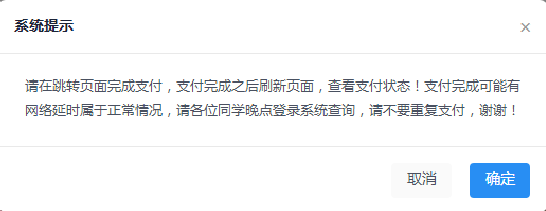 系统提示
x
请在跳转页面完成支付，支付完成之后刷新页面，查看支付状态！支付完成可能有
网络延时属于正常情况，请各位同学晚点登录系统查询，请不要重复支付，谢谢！
取消 确定